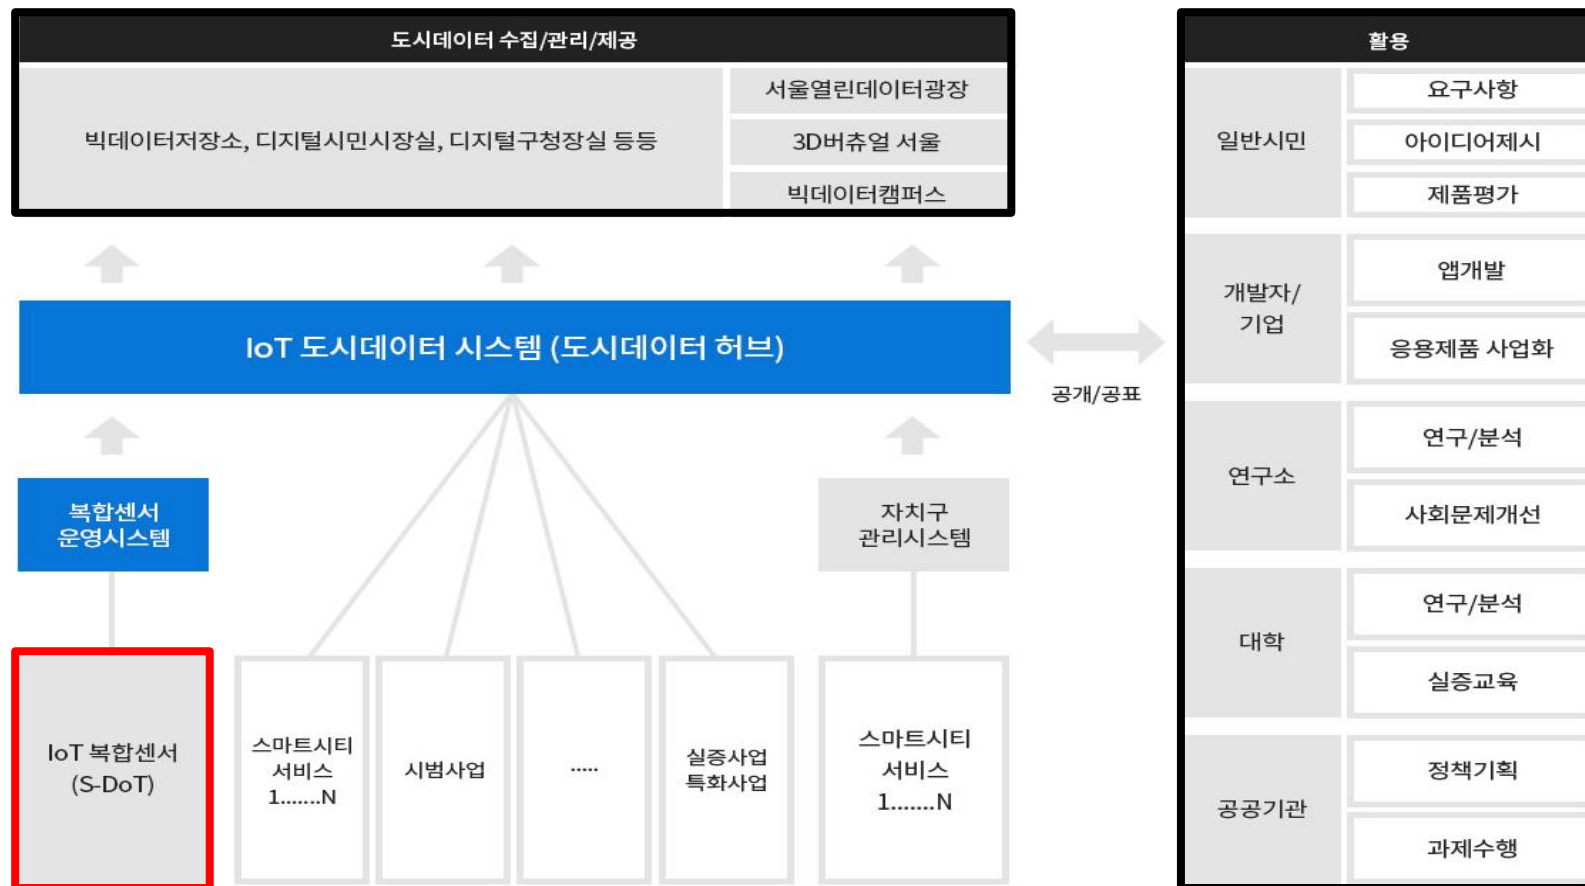 도시데이터 수집/관리/제공
빅데이터저장소, 디지털시민시장실, 디지털구청장실 등등
서울열린데이터광장
3D버츄얼 서울
빅데이터캠퍼스
IoT 도시데이터 시스템 (도시데이터 허브)
공개/공표
복합센서
운영시스템
자치구
관리시스템
IoT 복합센서
(S-DoT)
스마트시티
서비스
1.......N
시범사업
.....
실증사업
특화사업
스마트시티
서비스
1.......N
활용
일반시민
요구사항
아이디어제시
제품평가
개발자/
기업
앱개발
응용제품 사업화
연구소
연구/분석
사회문제개선
대학
연구/분석
실증교육
공공기관
정책기획
과제수행